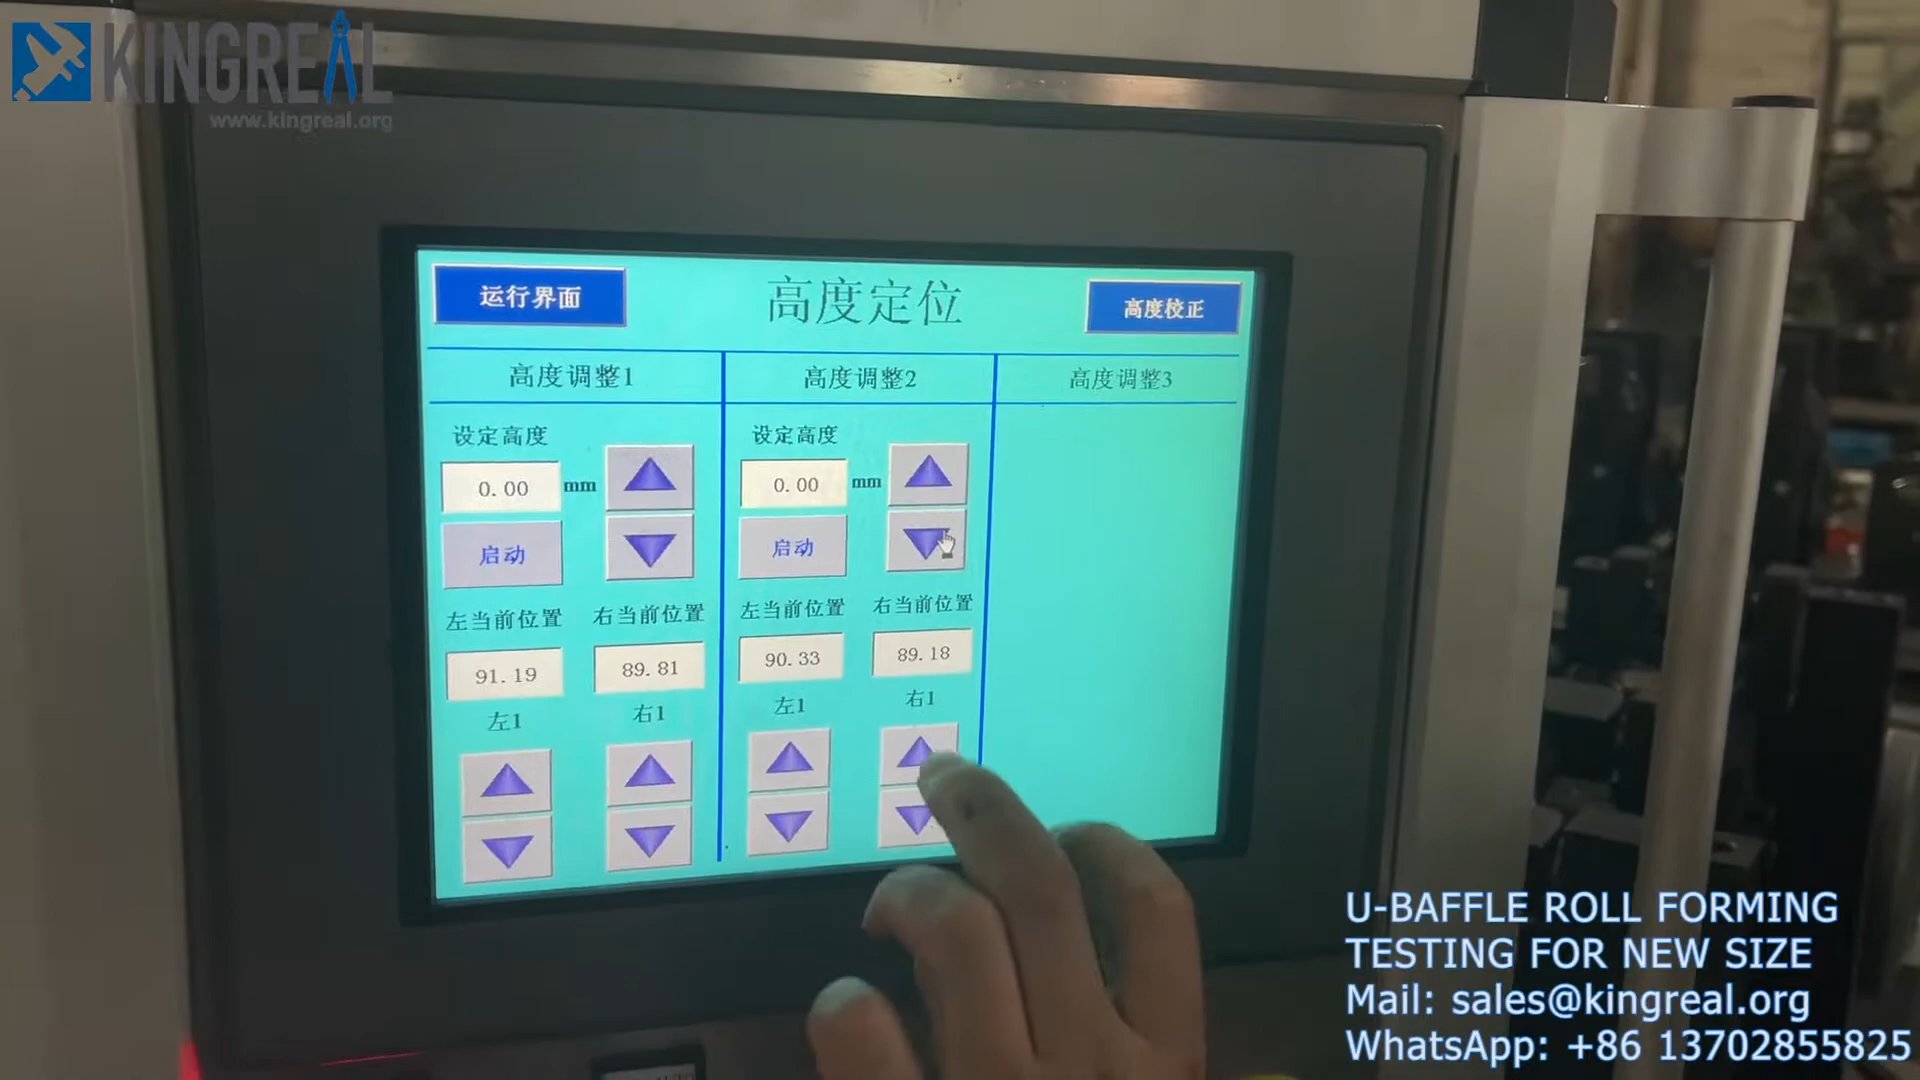 KINGREAL
www.kingreal.org
运行界面
高度定位
高度校正
高度调整1
高度调整2
高度调整3
设定高度
0.00 mm
启动
左当前位置 右当前位置
91.19 89.81
左1 右1
设定高度
0.00 mm
启动
左当前位置 右当前位置
90.33 89.18
左1 右1
U-BAFFLE ROLL FORMING
TESTING FOR NEW SIZE
Mail: sales@kingreal.org
WhatsApp: +86 13702855825